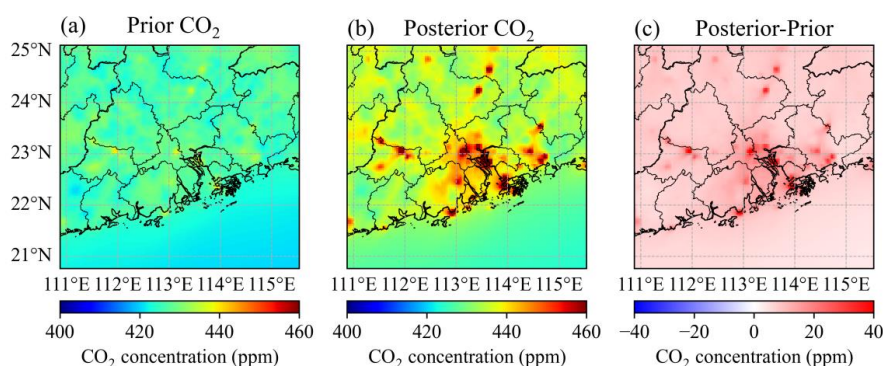 (a) Prior CO₂ (b) Posterior CO₂ (c) Posterior-Prior
25°N
24°N
23°N
22°N
21°N
111°E 112°E 113°E 114°E 115°E 111°E 112°E 113°E 114°E 115°E 111°E 112°E 113°E 114°E 115°E
400 420 440 460 400 420 440 460 −40 −20 0 20 40
CO₂ concentration (ppm) CO₂ concentration (ppm) CO₂ concentration (ppm)